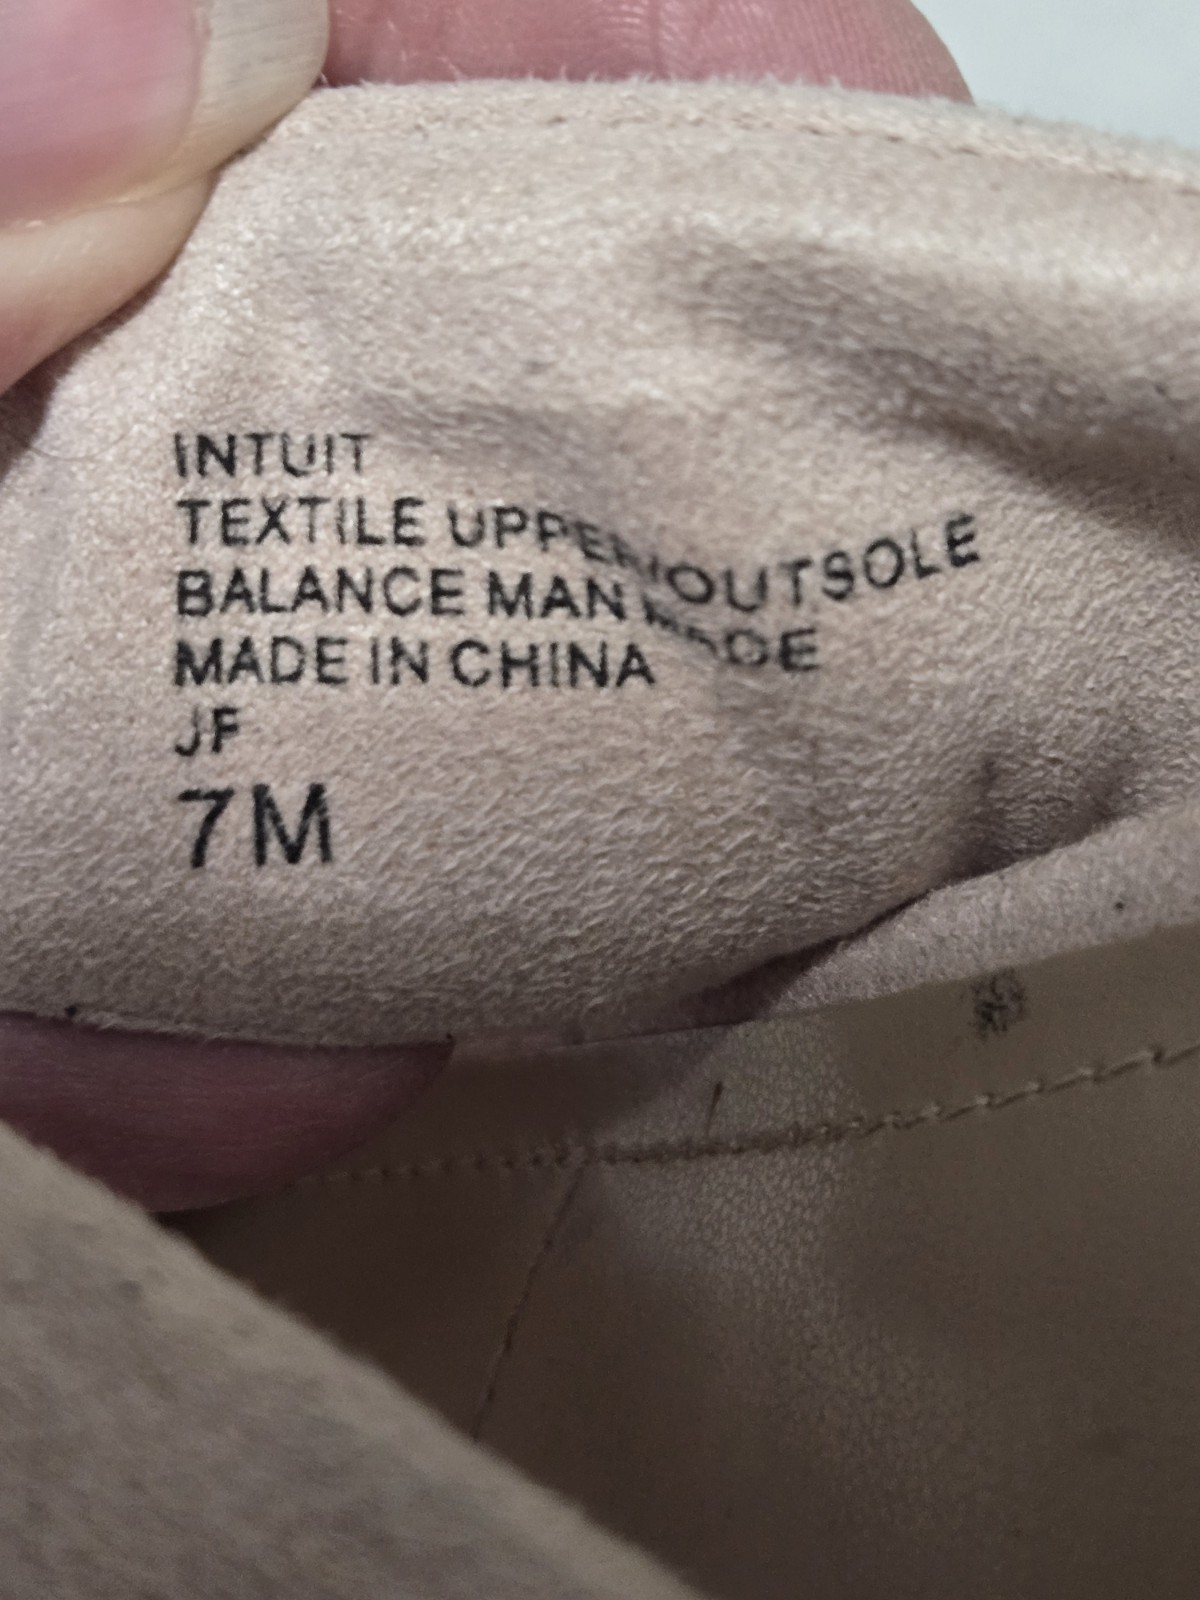 INTUIT
TEXTILE UPPER/OUTSOLE
BALANCE MAN MADE
MADE IN CHINA
JF
7M